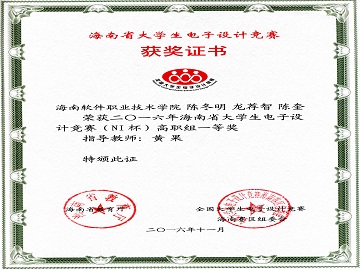 海南省大学生电子设计竞赛
获奖证书
海南软件职业技术学院 陈冬明 龙荐智 陈奎
荣获二〇一六年海南省大学生电子设
计竞赛（NI杯）高职组一等奖
指导教师：黄果
特颁此证
海南省教育厅
全国大学生电子设计竞赛
海南赛区组委会
二〇一六年十一月